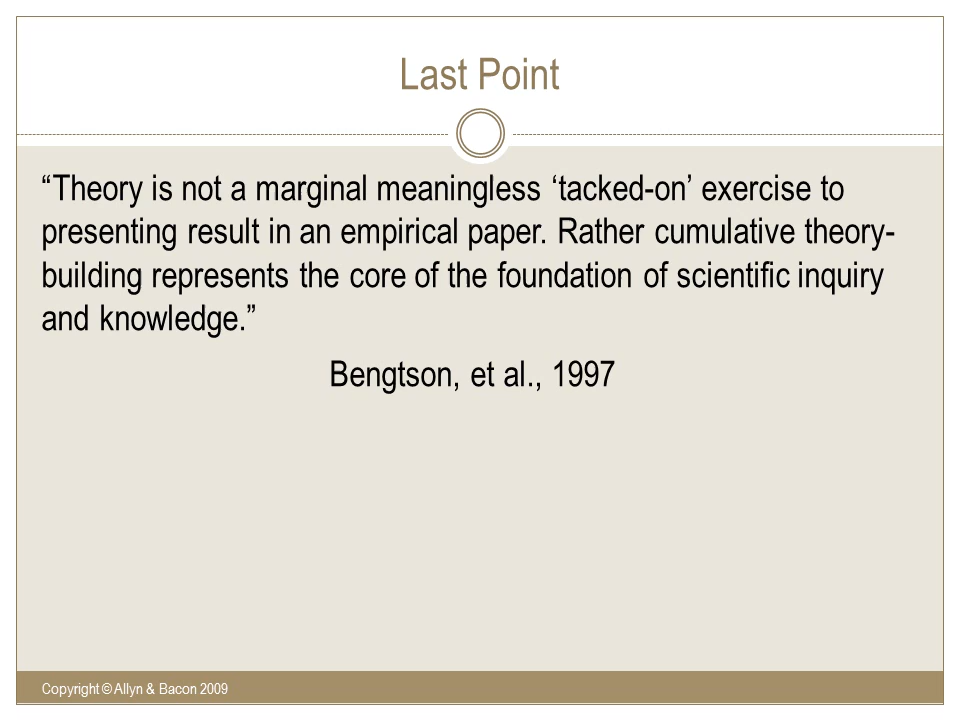 Last Point
“Theory is not a marginal meaningless ‘tacked-on’ exercise to
presenting result in an empirical paper. Rather cumulative theory-
building represents the core of the foundation of scientific inquiry
and knowledge.”
Bengtson, et al., 1997
Copyright © Allyn & Bacon 2009